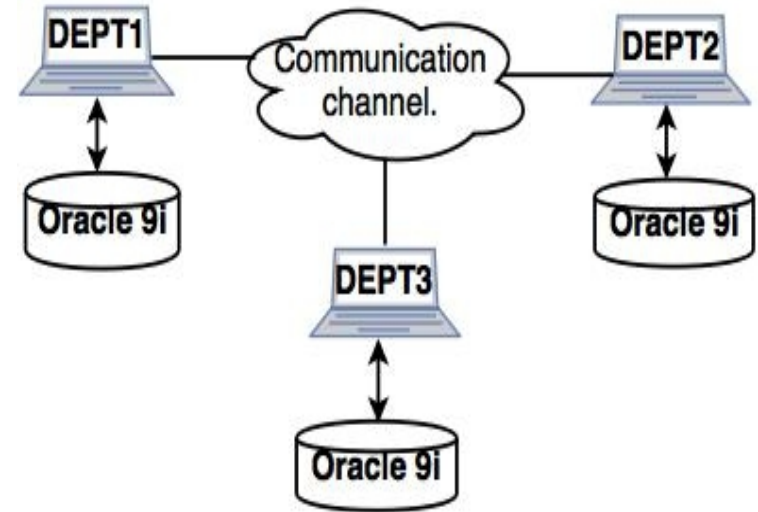 DEPT1
Communication
channel.
DEPT2
Oracle 9i
Oracle 9i
DEPT3
Oracle 9i